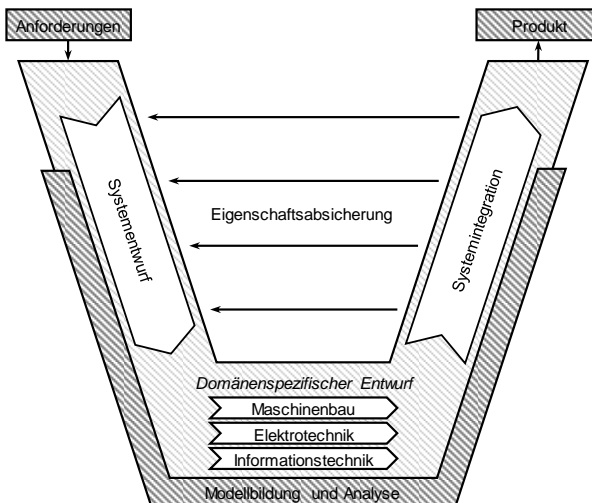 Anforderungen
Produkt
Systementwurf
Eigenschaftsabsicherung
Systemintegration
Domänenspezifischer Entwurf
Maschinenbau
Elektrotechnik
Informationstechnik
Modellbildung und Analyse